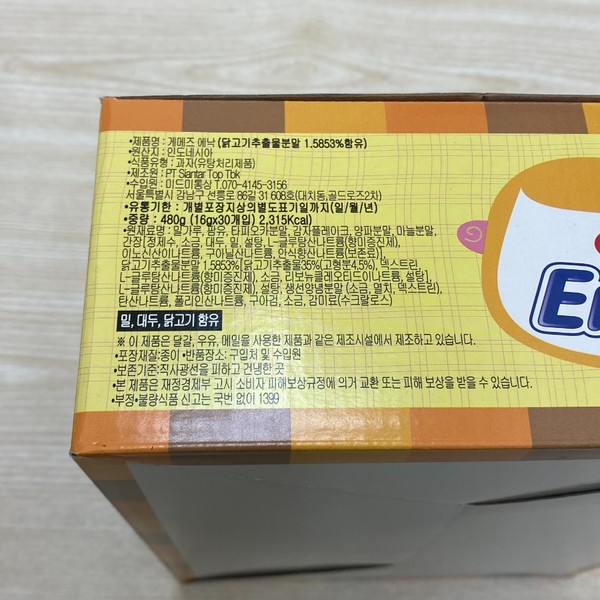 •제품명 : 게메즈 에낙 (닭고기추출물분말 1.5853%함유)
•원산지 : 인도네시아
•식품유형 : 과자(유탕처리제품)
•제조원 : PT Siantar Top Tbk
•수입원 : 미드미통상 T.070-4145-3156
서울특별시 강남구 선릉로 86길 31 608호(대치동,골드로즈2차)
•유통기한 : 개별포장지상의별도표기일까지(일/월/년)
•중량 : 480g (16gx30개입) 2,315Kcal
•원재료명 : 밀가루, 팜유, 타피오카분말, 감자플레이크, 양파분말, 마늘분말,
간장(정제수, 소금, 대두, 밀, 설탕, L-글루탐산나트륨(향미증진제),
이노신산이나트륨, 구아닐산나트륨, 안식향산나트륨(보존료),
닭고기추출물분말 1.5853%[닭고기추출물35%(고형분4.5%), 덱스트린,
L-글루탐산나트륨(향미증진제), 소금, 리보뉴클레오티드이나트륨, 설탕],
L-글루탐산나트륨(향미증진제), 설탕, 생선양념분말 (소금, 멸치, 덱스트린),
탄산나트륨, 폴리인산나트륨, 구아검, 소금, 감미료(수크랄로스)
밀, 대두, 닭고기 함유
※ 이 제품은 달걀, 우유, 메밀을 사용한 제품과 같은 제조시설에서 제조하고 있습니다.
•포장재질:종이 •반품장소: 구입처 및 수입원
•보존기준:직사광선을 피하고 건냉한 곳
•본 제품은 재정경제부 고시 소비자 피해보상규정에 의거 교환 또는 피해 보상을 받을 수 있습니다.
•부정•불량식품 신고는 국번 없이 1399